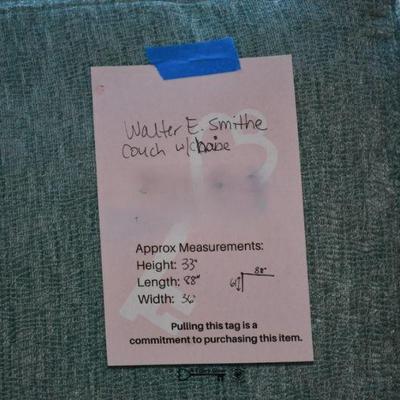 Walter E. Smithe
Couch w/chaise
Approx Measurements:
Height: 33"
Length: 88" 88"
Width: 36"
Pulling this tag is a
commitment to purchasing this item.